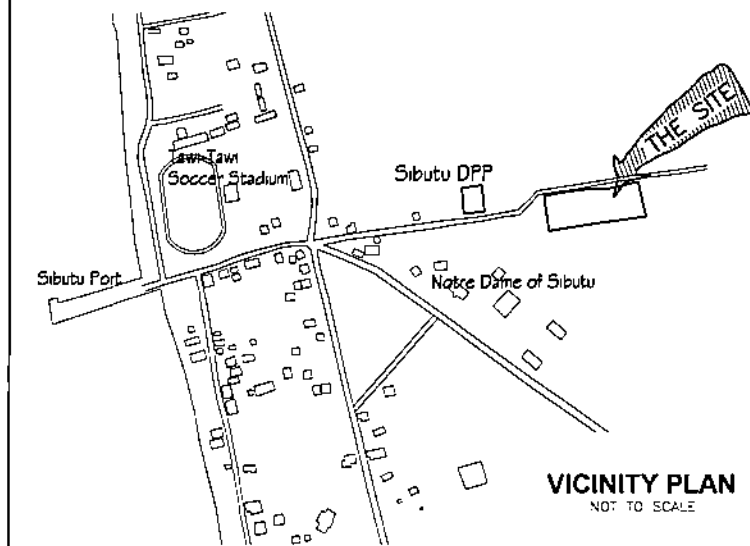 THE SITE
Tawi-Tawi
Soccer Stadium
Sibutu DPP
Sibutu Port
Notre Dame of Sibutu
VICINITY PLAN
NOT TO SCALE